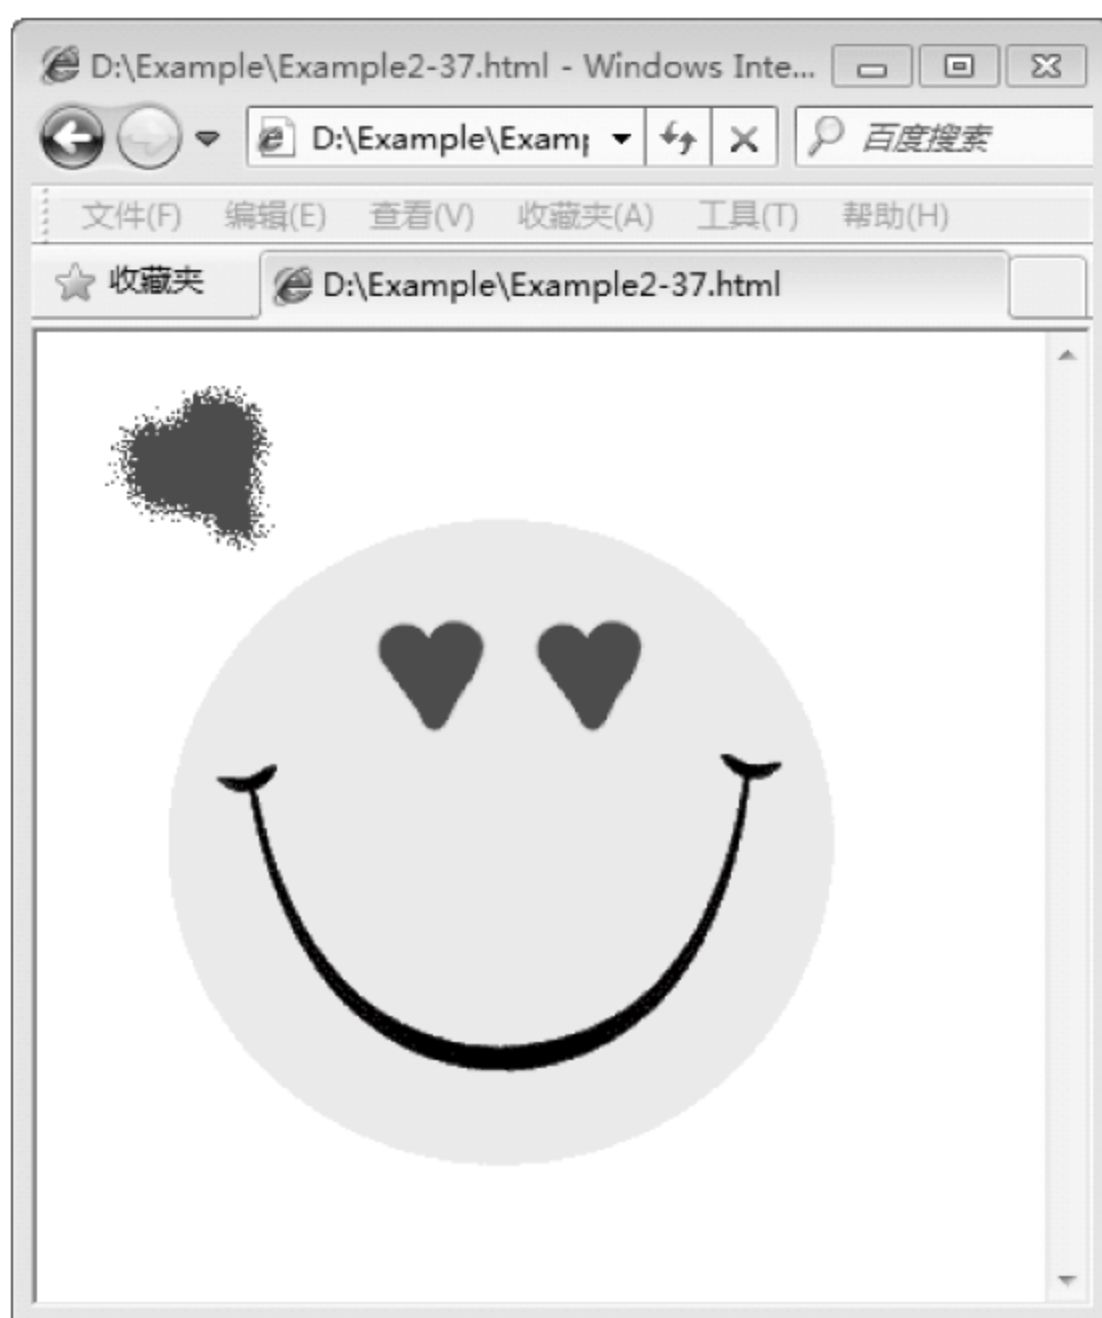 D:\Example\Example2-37.html - Windows Inte...
D:\Example\Examp
百度搜索
文件(F) 编辑(E) 查看(V) 收藏夹(A) 工具(T) 帮助(H)
收藏夹 D:\Example\Example2-37.html